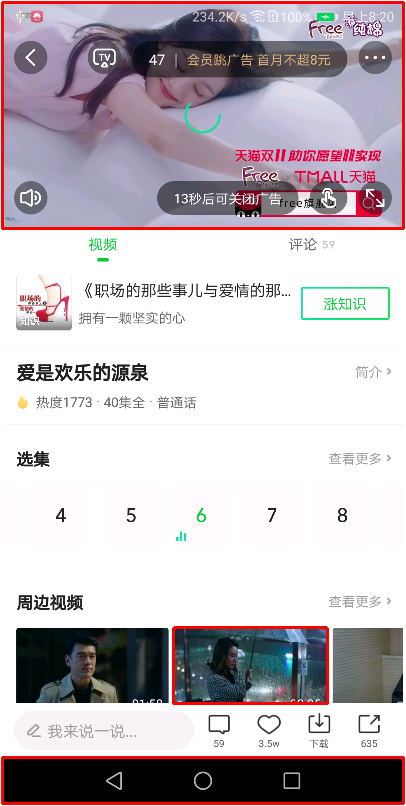 234.2K/s 100% 早上8:20
Free 纯棉
TV 47 会员跳广告 首月不超8元
天猫双11 助你愿望11实现
Free × TMALL天猫
13秒后可关闭广告
free旗舰
视频 评论 59
职场的
知识
《职场的那些事儿与爱情的那...
拥有一颗坚实的心
涨知识
爱是欢乐的源泉 简介
热度1773 · 40集全 · 普通话
选集 查看更多
4 5 6 7 8
周边视频 查看更多
我来说一说...
59 3.5w 下载 635